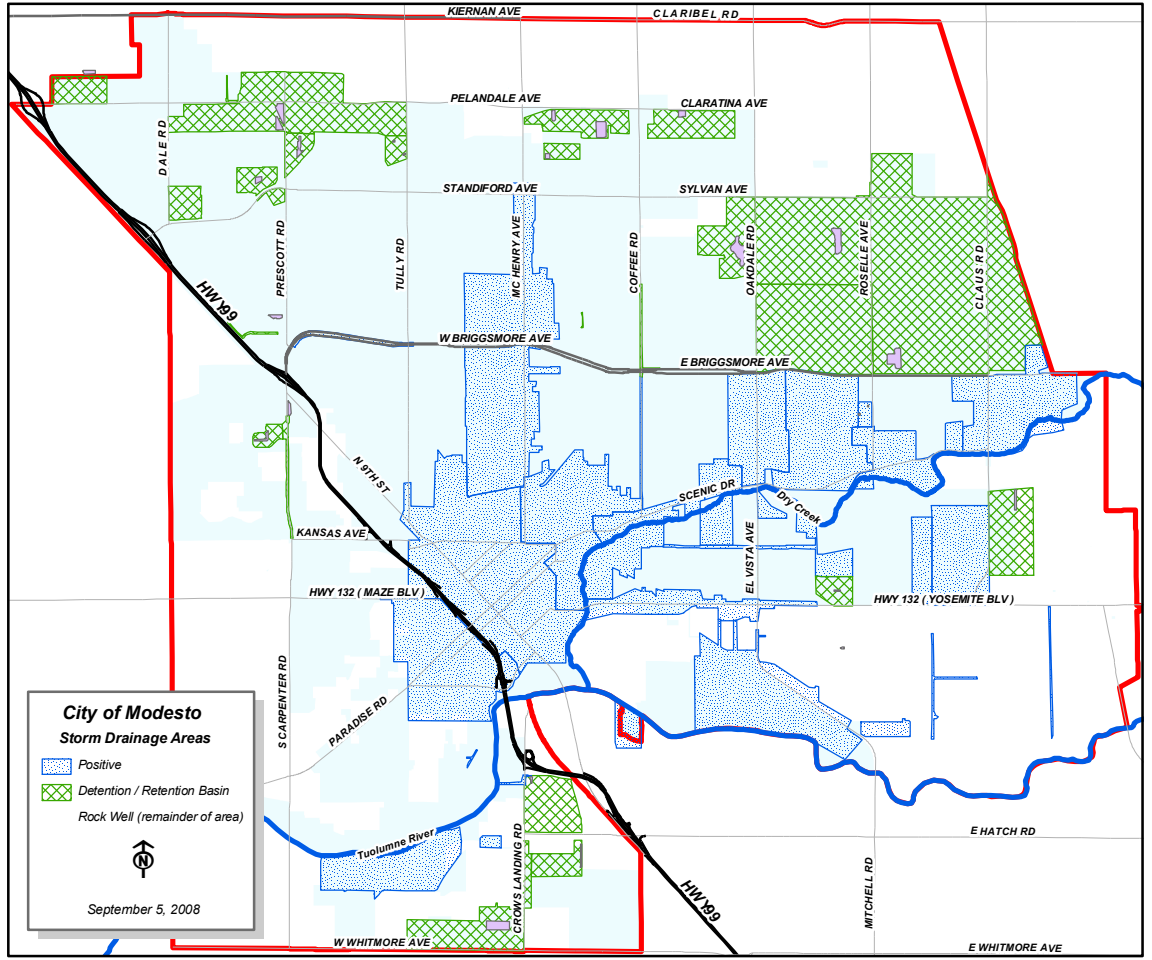 KIERNAN AVE
CLARIBEL RD
PELANDALE AVE
CLARATINA AVE
DALE RD
STANDIFORD AVE
SYLVAN AVE
PRESCOTT RD
TULLY RD
MC HENRY AVE
COFFEE RD
OAKDALE RD
ROSELLE AVE
CLAUS RD
HWY 99
W BRIGGSMORE AVE
E BRIGGSMORE AVE
N 9TH ST
SCENIC DR
Dry Creek
KANSAS AVE
EL VISTA AVE
HWY 132 ( MAZE BLV )
HWY 132 ( YOSEMITE BLV )
S CARPENTER RD
PARADISE RD
City of Modesto
Storm Drainage Areas
Positive
Detention / Retention Basin
Rock Well (remainder of area)
N
September 5, 2008
Tuolumne River
CROWS LANDING RD
E HATCH RD
MITCHELL RD
HWY 99
W WHITMORE AVE
E WHITMORE AVE